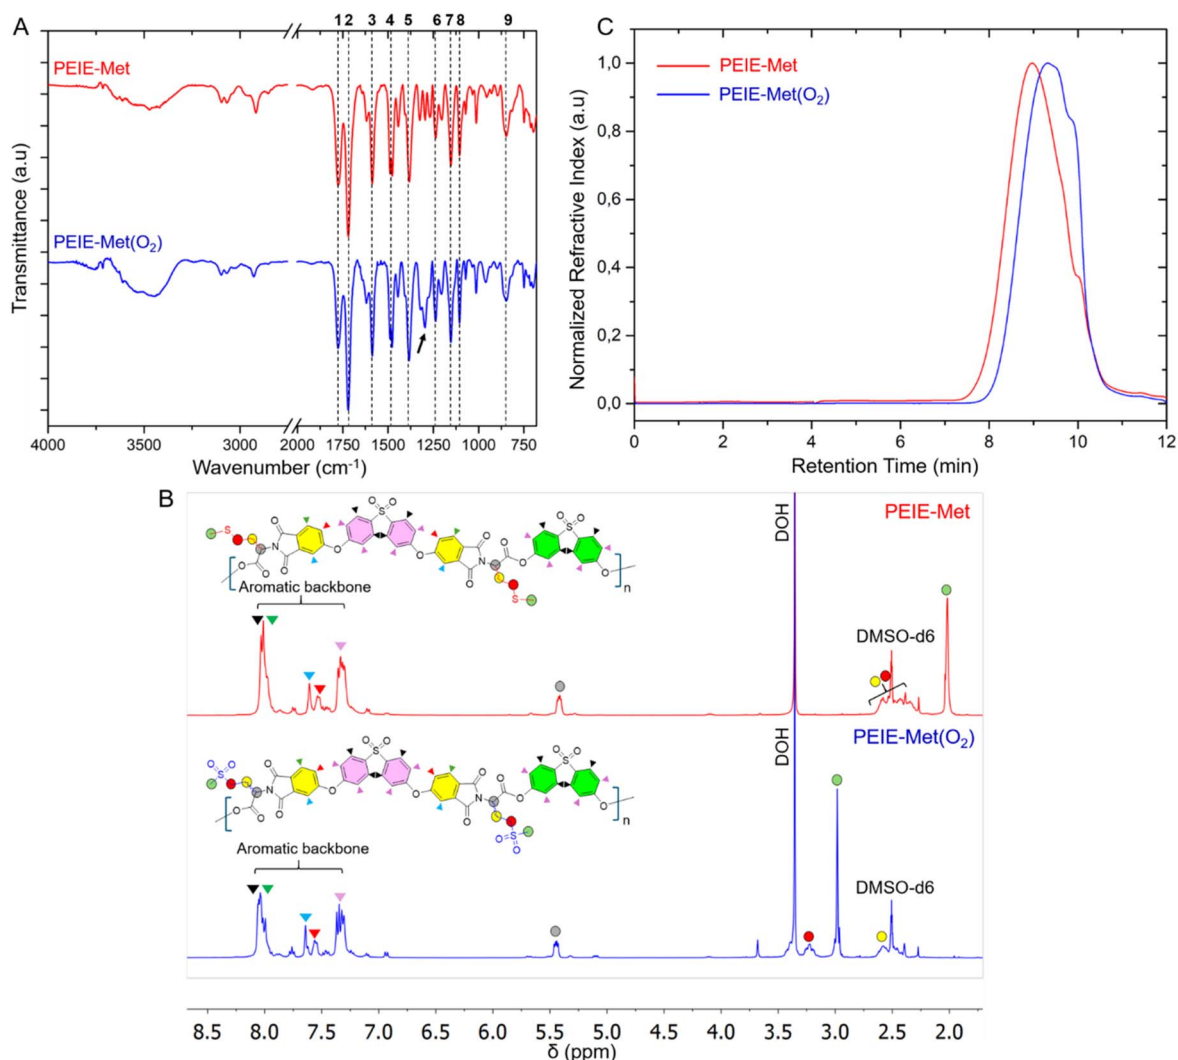 A
1 2 3 4 5 6 7 8 9
PEIE-Met
PEIE-Met(O₂)
Transmittance (a.u)
4000 3500 3000 2000 1750 1500 1250 1000 750
Wavenumber (cm⁻¹)
C
PEIE-Met
PEIE-Met(O₂)
Normalized Refractive Index (a.u)
1,0
0,8
0,6
0,4
0,2
0,0
0 2 4 6 8 10 12
Retention Time (min)
B
PEIE-Met
DOH
O O
S
S
O
O
N
O
O
O
O
O
O
N
O
O
S
O O
S
O
n
Aromatic backbone
DMSO-d6
PEIE-Met(O₂)
DOH
O O
S
O
S
O
O
N
O
O
O
O
O
O
N
O
O
O
S
O
O O
S
O
n
Aromatic backbone
DMSO-d6
8.5 8.0 7.5 7.0 6.5 6.0 5.5 5.0 4.5 4.0 3.5 3.0 2.5 2.0
δ (ppm)